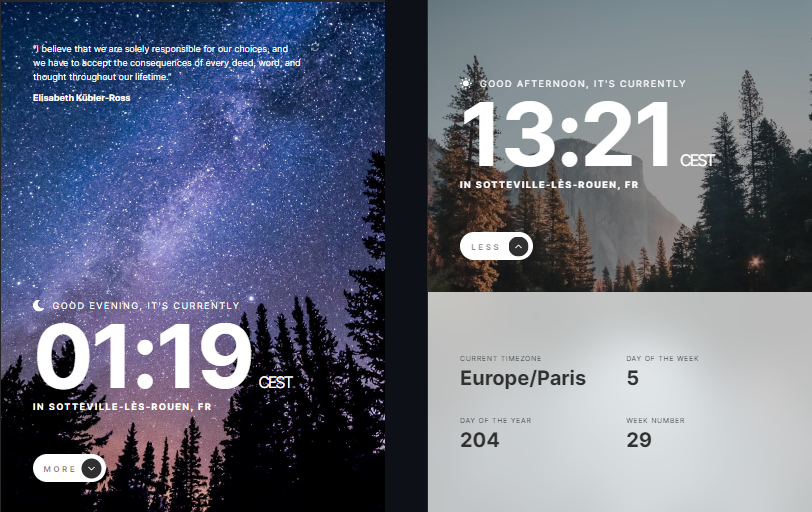 “I believe that we are solely responsible for our choices, and
we have to accept the consequences of every deed, word, and
thought throughout our lifetime.”
Elisabeth Kübler-Ross
GOOD EVENING, IT'S CURRENTLY
01:19 CEST
IN SOTTEVILLE-LÈS-ROUEN, FR
MORE
GOOD AFTERNOON, IT'S CURRENTLY
13:21 CEST
IN SOTTEVILLE-LÈS-ROUEN, FR
LESS
CURRENT TIMEZONE
Europe/Paris
DAY OF THE WEEK
5
DAY OF THE YEAR
204
WEEK NUMBER
29